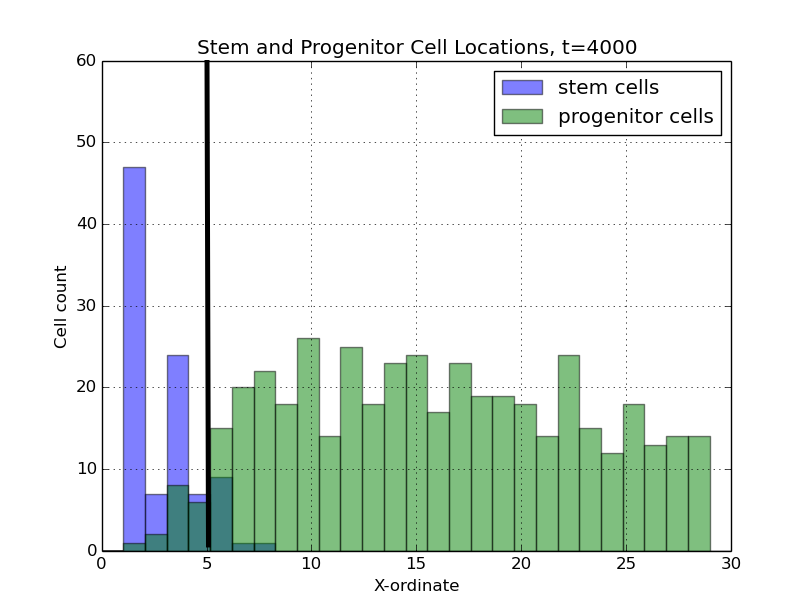 Stem and Progenitor Cell Locations, t=4000
stem cells
progenitor cells
60
50
40
30
20
10
0
Cell count
0 5 10 15 20 25 30
X-ordinate